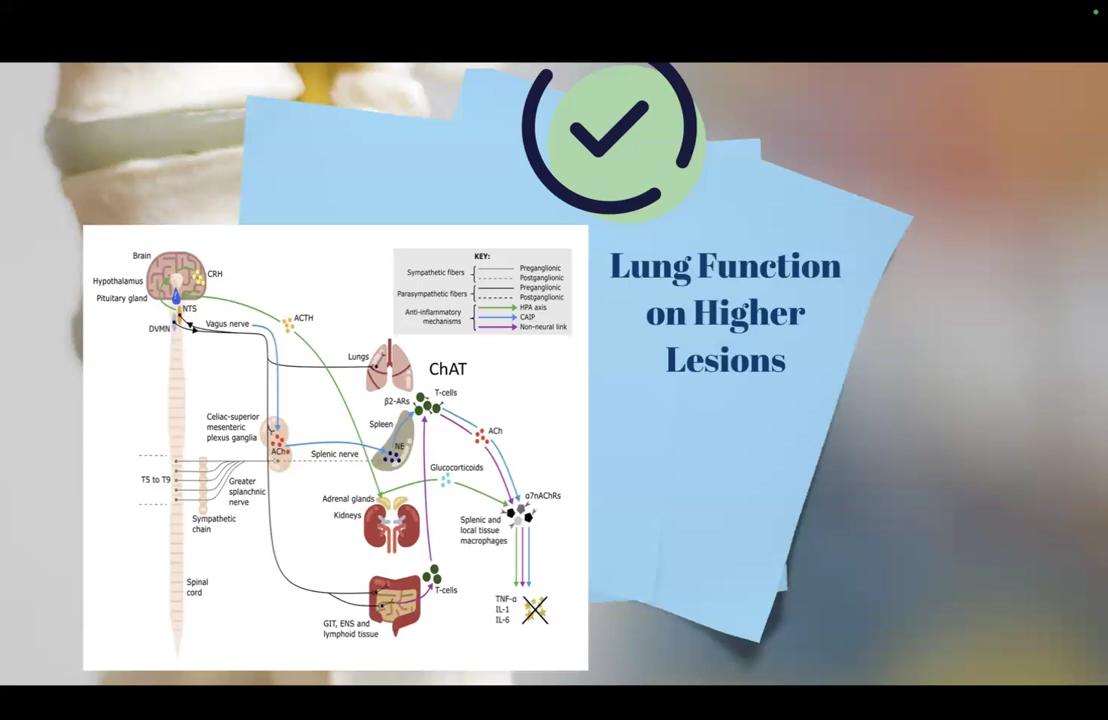 Lung Function
on Higher
Lesions
Brain
CRH
Hypothalamus
Pituitary gland
NTS
DVMN
Vagus nerve
ACTH
KEY:
Sympathetic fibers
Preganglionic
Postganglionic
Parasympathetic fibers
Preganglionic
Postganglionic
Anti-inflammatory
mechanisms
HPA axis
CAIP
Non-neural link
Lungs
ChAT
T-cells
β2-ARs
Spleen
NE
ACh
Celiac-superior
mesenteric
plexus ganglia
ACh
Splenic nerve
Glucocorticoids
T5 to T9
Greater
splanchnic
nerve
Sympathetic
chain
Adrenal glands
Kidneys
α7nAChRs
Splenic and
local tissue
macrophages
Spinal
cord
T-cells
GIT, ENS and
lymphoid tissue
TNF-α
IL-1
IL-6